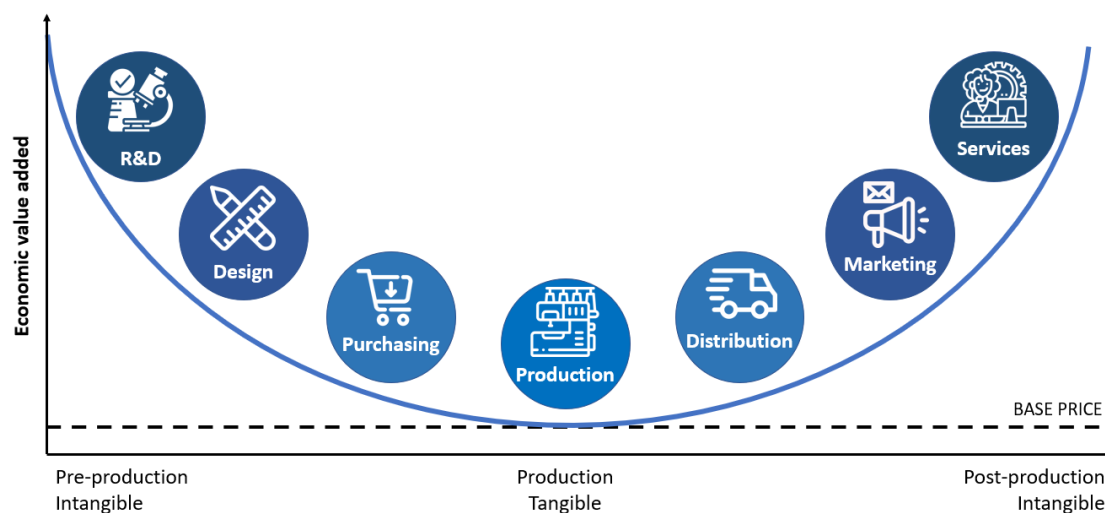 Economic value added
R&D
Design
Purchasing
Production
Distribution
Marketing
Services
BASE PRICE
Pre-production
Intangible
Production
Tangible
Post-production
Intangible